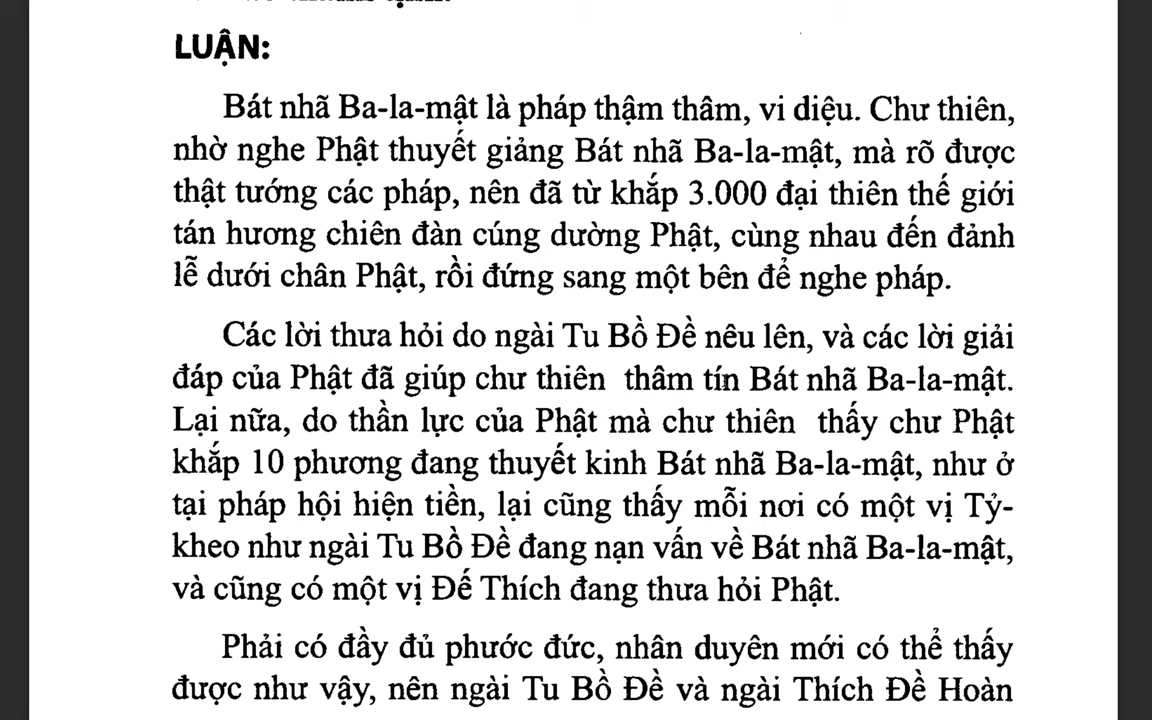 LUẬN:
Bát nhã Ba-la-mật là pháp thậm thâm, vi diệu. Chư thiên,
nhờ nghe Phật thuyết giảng Bát nhã Ba-la-mật, mà rõ được
thật tướng các pháp, nên đã từ khắp 3.000 đại thiên thế giới
tán hương chiên đàn cúng dường Phật, cùng nhau đến đảnh
lễ dưới chân Phật, rồi đứng sang một bên để nghe pháp.
Các lời thưa hỏi do ngài Tu Bồ Đề nêu lên, và các lời giải
đáp của Phật đã giúp chư thiên thâm tín Bát nhã Ba-la-mật.
Lại nữa, do thần lực của Phật mà chư thiên thấy chư Phật
khắp 10 phương đang thuyết kinh Bát nhã Ba-la-mật, như ở
tại pháp hội hiện tiền, lại cũng thấy mỗi nơi có một vị Tỷ-
kheo như ngài Tu Bồ Đề đang nạn vấn về Bát nhã Ba-la-mật,
và cũng có một vị Đế Thích đang thưa hỏi Phật.
Phải có đầy đủ phước đức, nhân duyên mới có thể thấy
được như vậy, nên ngài Tu Bồ Đề và ngài Thích Đề Hoàn